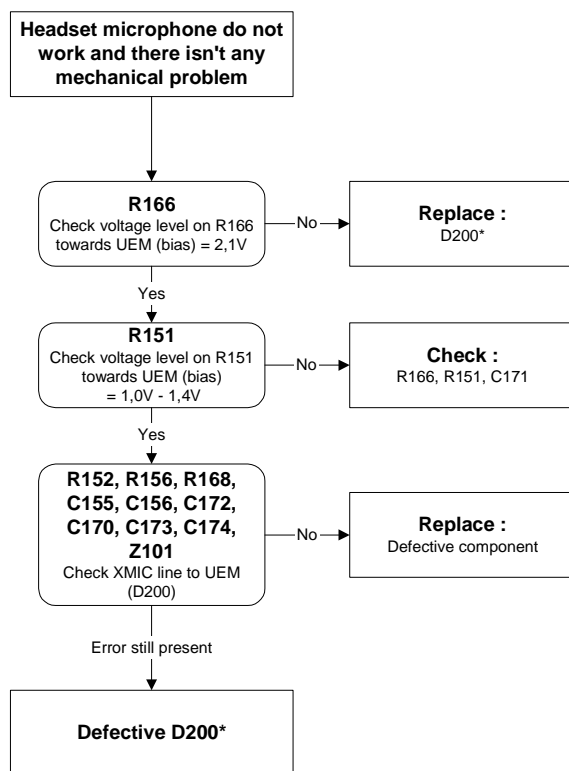 Headset microphone do not
work and there isn't any
mechanical problem
R166
Check voltage level on R166
towards UEM (bias) = 2,1V
No
Replace :
D200*
Yes
R151
Check voltage level on R151
towards UEM (bias)
= 1,0V - 1,4V
No
Check :
R166, R151, C171
Yes
R152, R156, R168,
C155, C156, C172,
C170, C173, C174,
Z101
Check XMIC line to UEM
(D200)
No
Replace :
Defective component
Error still present
Defective D200*